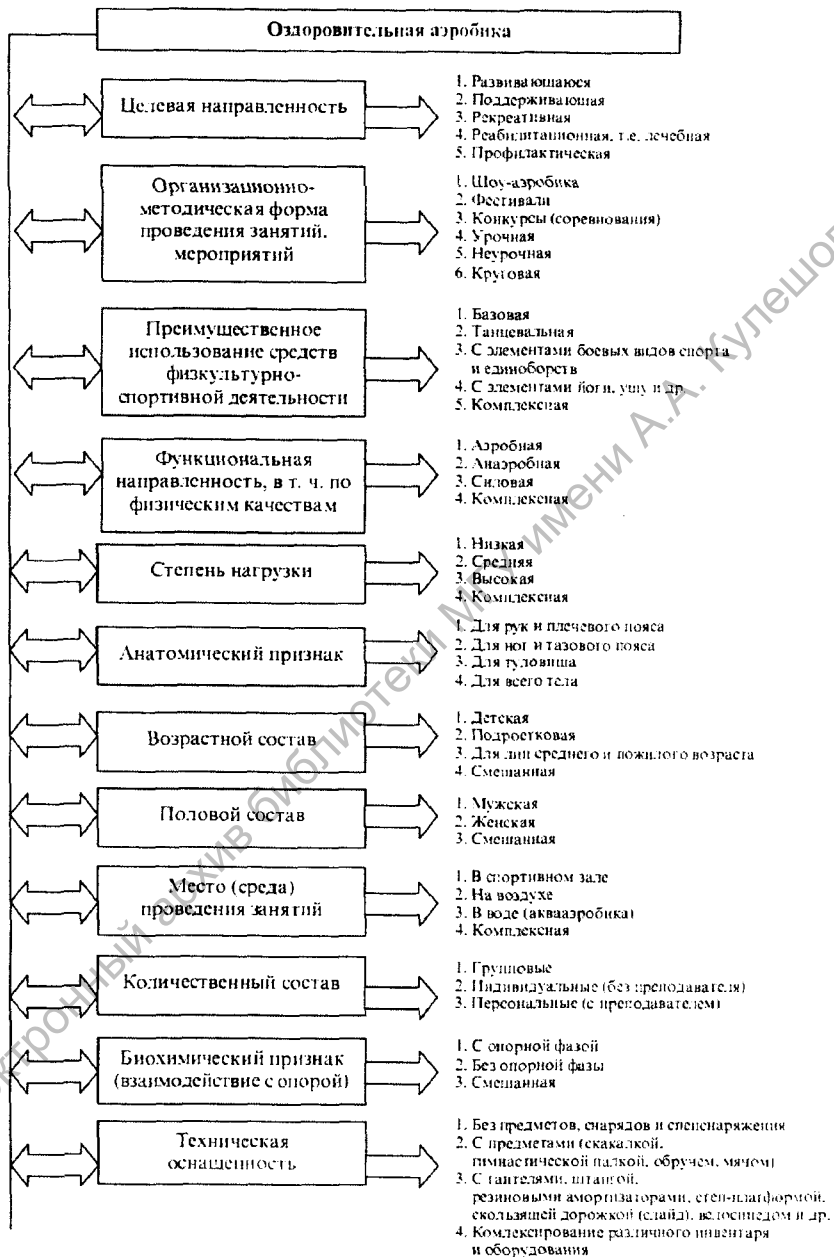 Оздоровительная аэробика
Целевая направленность
1. Развивающаюся
2. Поддерживающая
3. Рекреативная
4. Реабилитационная, т.е. лечебная
5. Профилактическая
Организационно-
методическая форма
проведения занятий,
мероприятий
1. Шоу-аэробика
2. Фестивали
3. Конкурсы (соревнования)
4. Урочная
5. Неурочная
6. Круговая
Преимущественное
использование средств
физкультурно-
спортивной деятельности
1. Базовая
2. Танцевальная
3. С элементами боевых видов спорта
и единоборств
4. С элементами йоги, ушу и др.
5. Комплексная
Функциональная
направленность, в т. ч. по
физическим качествам
1. Аэробная
2. Анаэробная
3. Силовая
4. Комплексная
Степень нагрузки
1. Низкая
2. Средняя
3. Высокая
4. Комплексная
Анатомический признак
1. Для рук и плечевого пояса
2. Для ног и тазового пояса
3. Для туловища
4. Для всего тела
Возрастной состав
1. Детская
2. Подростковая
3. Для лиц среднего и пожилого возраста
4. Смешанная
Половой состав
1. Мужская
2. Женская
3. Смешанная
Место (среда)
проведения занятий
1. В спортивном зале
2. На воздухе
3. В воде (аквааэробика)
4. Комплексная
Количественный состав
1. Групповые
2. Индивидуальные (без преподавателя)
3. Персональные (с преподавателем)
Биохимический признак
(взаимодействие с опорой)
1. С опорной фазой
2. Без опорной фазы
3. Смешанная
Техническая
оснащенность
1. Без предметов, снарядов и спецснаряжения
2. С предметами (скакалкой,
гимнастической палкой, обручем, мячом)
3. С гантелями, штангой,
резиновыми амортизаторами, степ-платформой,
скользящей дорожкой (слайд), велосипедом и др.
4. Комлексирование различного инвентаря
и оборудования
ектронный архив библиотеки МГУ имени А.А. Кулешов